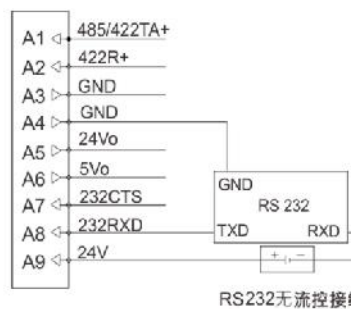 A1 485/422TA+
A2 422R+
A3 GND
A4 GND
A5 24Vo
A6 5Vo
A7 232CTS
A8 232RXD
A9 24V
GND
RS 232
TXD RXD
+ -
RS232无流控接